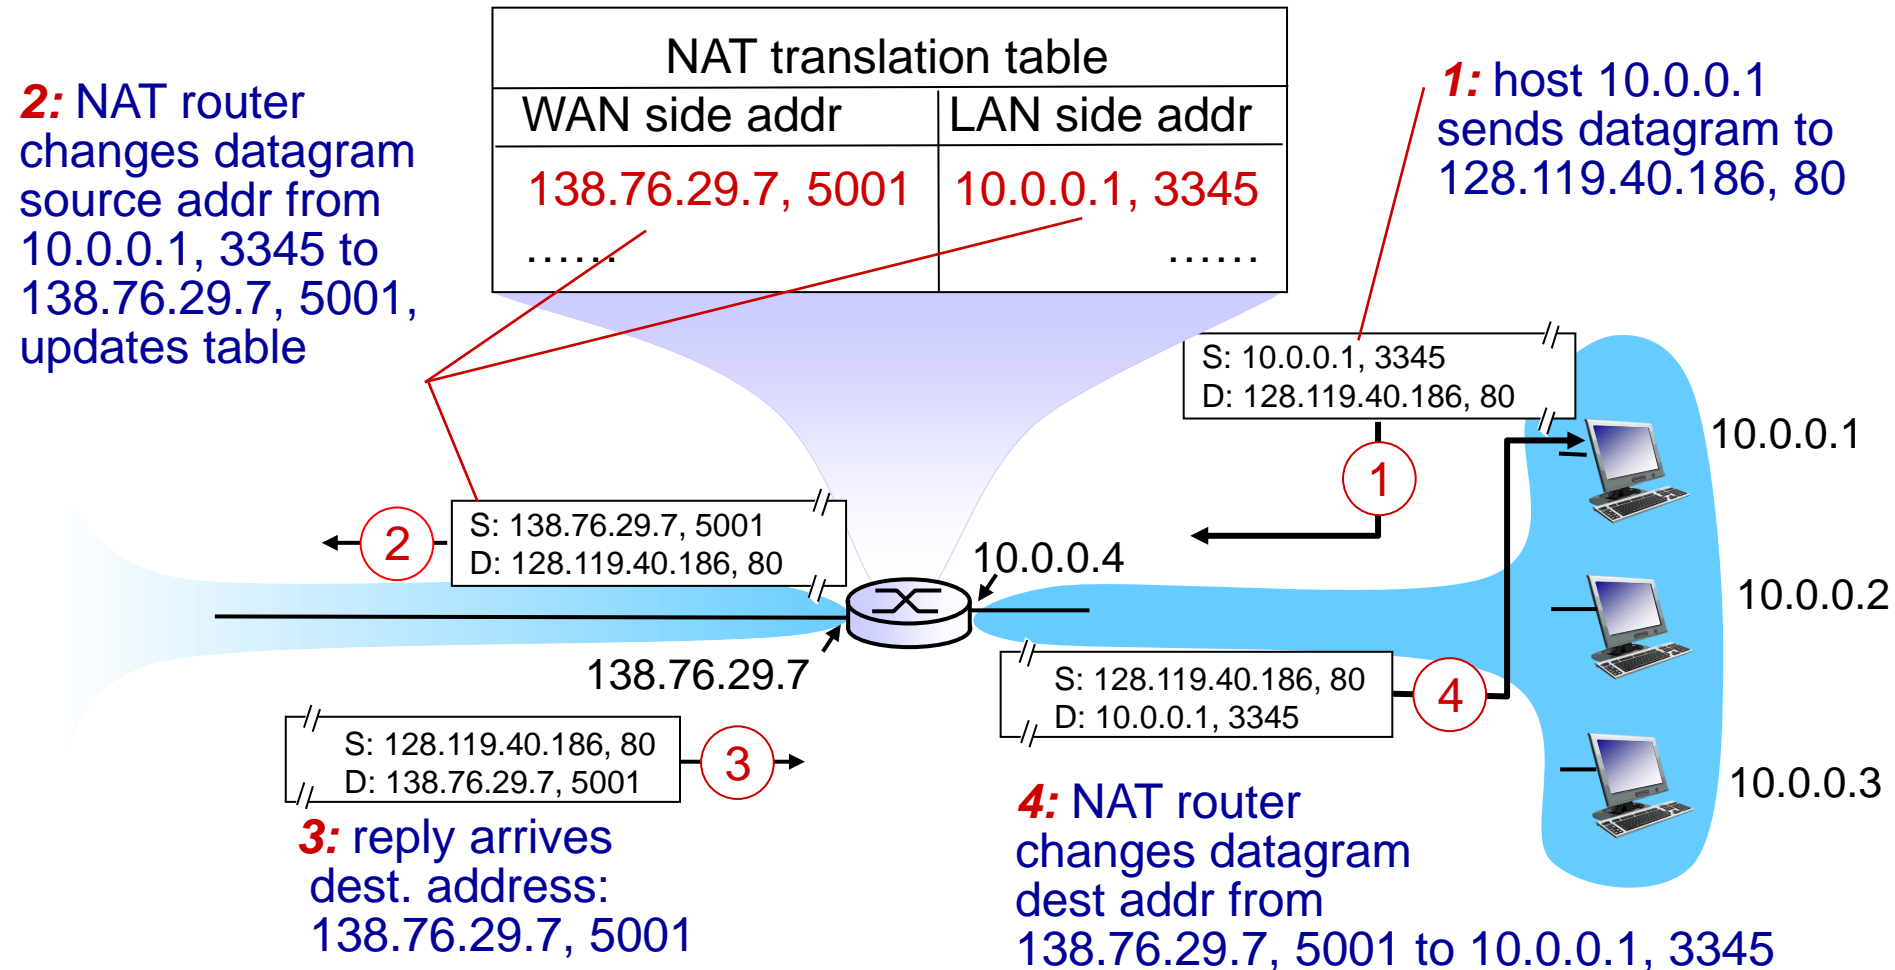 NAT translation table
WAN side addr LAN side addr
138.76.29.7, 5001 10.0.0.1, 3345
...... ......
2: NAT router
changes datagram
source addr from
10.0.0.1, 3345 to
138.76.29.7, 5001,
updates table
1: host 10.0.0.1
sends datagram to
128.119.40.186, 80
S: 10.0.0.1, 3345
D: 128.119.40.186, 80
1
10.0.0.1
S: 138.76.29.7, 5001
D: 128.119.40.186, 80
2
10.0.0.4
10.0.0.2
138.76.29.7
S: 128.119.40.186, 80
D: 10.0.0.1, 3345
4
S: 128.119.40.186, 80
D: 138.76.29.7, 5001
3
10.0.0.3
3: reply arrives
dest. address:
138.76.29.7, 5001
4: NAT router
changes datagram
dest addr from
138.76.29.7, 5001 to 10.0.0.1, 3345